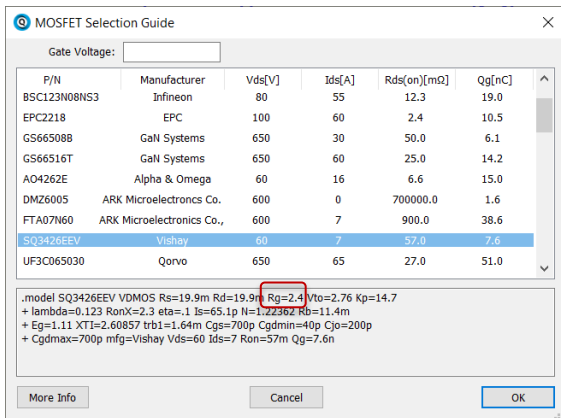 MOSFET Selection Guide
Gate Voltage:
P/N Manufacturer Vds[V] Ids[A] Rds(on)[mΩ] Qg[nC]
BSC123N08NS3 Infineon 80 55 12.3 19.0
EPC2218 EPC 100 60 2.4 10.5
GS66508B GaN Systems 650 30 50.0 6.1
GS66516T GaN Systems 650 60 25.0 14.2
AO4262E Alpha & Omega 60 16 6.6 15.0
DMZ6005 ARK Microelectroncs Co. 600 0 700000.0 1.6
FTA07N60 ARK Microelectronics Co., 600 7 900.0 38.6
SQ3426EEV Vishay 60 7 57.0 7.6
UF3C065030 Qorvo 650 65 27.0 51.0
.model SQ3426EEV VDMOS Rs=19.9m Rd=19.9m Rg=2.4 Vto=2.76 Kp=14.7
+ lambda=0.123 RonX=2.3 eta=.1 Is=65.1p N=1.22362 Rb=11.4m
+ Eg=1.11 XTI=2.60857 trb1=1.64m Cgs=700p Cgdmin=40p Cjo=200p
+ Cgdmax=700p mfg=Vishay Vds=60 Ids=7 Ron=57m Qg=7.6n
More Info Cancel OK